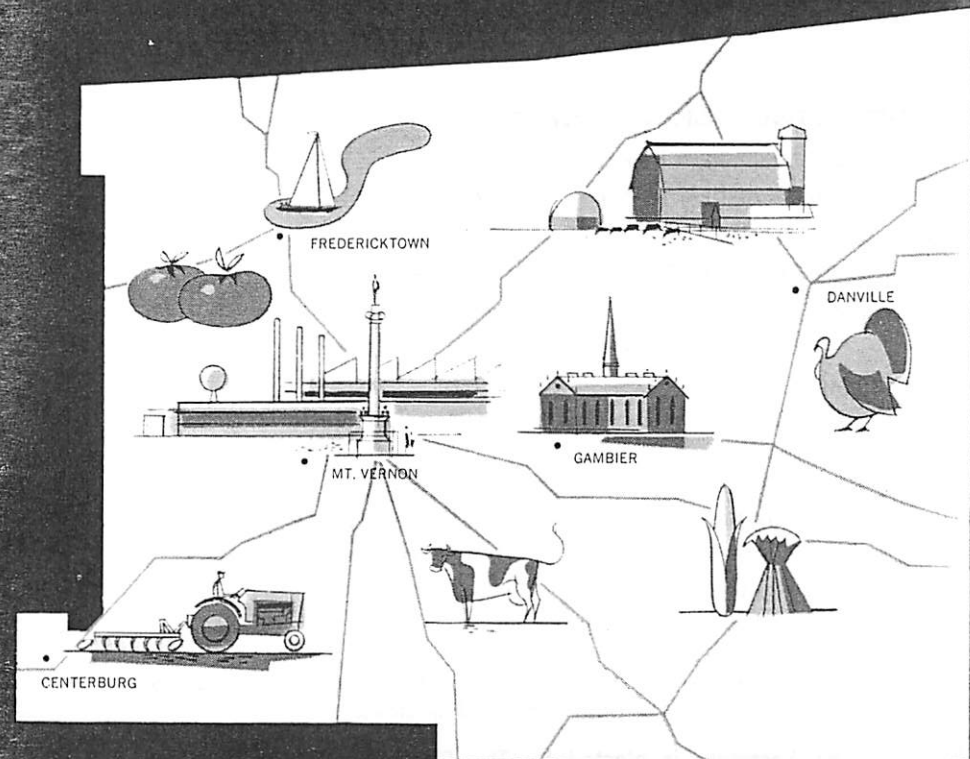 FREDERICKTOWN
DANVILLE
GAMBIER
MT. VERNON
CENTERBURG